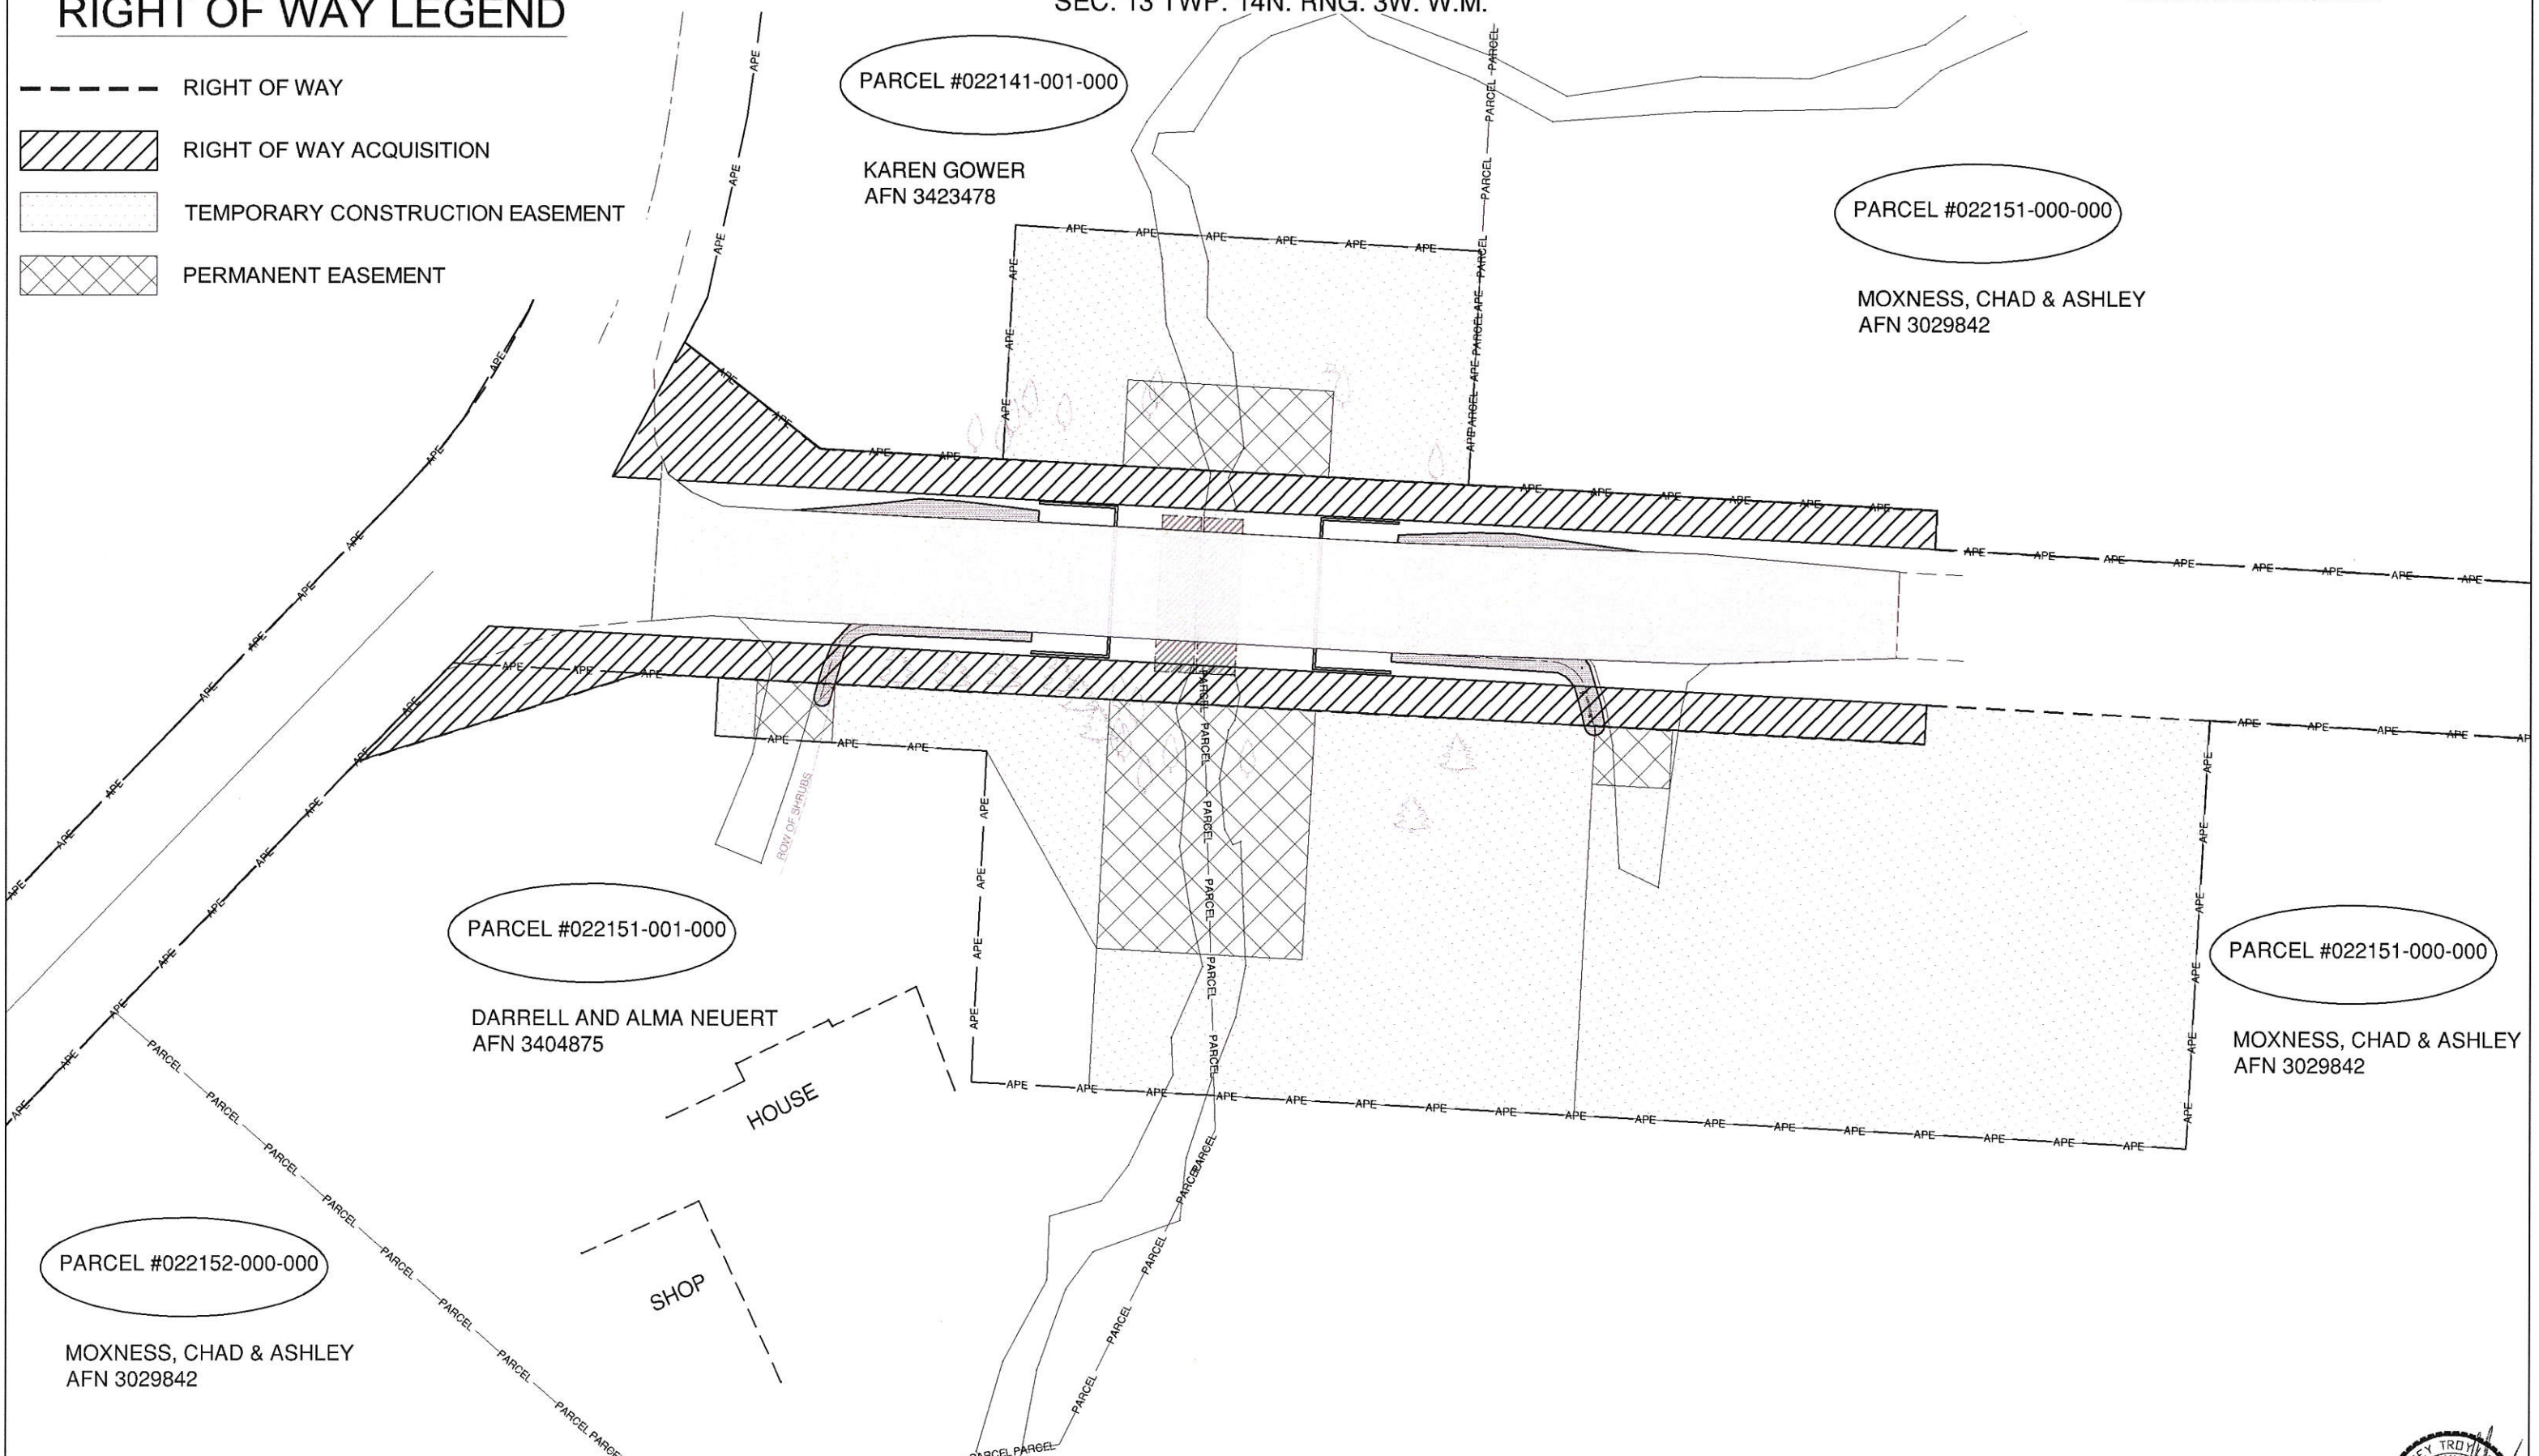 RIGHT OF WAY LEGEND
SEC. 13 TWP. 14N. RNG. 3W. W.M.
RIGHT OF WAY
RIGHT OF WAY ACQUISITION
TEMPORARY CONSTRUCTION EASEMENT
PERMANENT EASEMENT
PARCEL #022141-001-000
KAREN GOWER
AFN 3423478
PARCEL #022151-000-000
MOXNESS, CHAD & ASHLEY
AFN 3029842
APE
PARCEL
ROW OF SHRUBS
PARCEL #022151-001-000
DARRELL AND ALMA NEUERT
AFN 3404875
HOUSE
SHOP
PARCEL #022151-000-000
MOXNESS, CHAD & ASHLEY
AFN 3029842
PARCEL #022152-000-000
MOXNESS, CHAD & ASHLEY
AFN 3029842
TROY